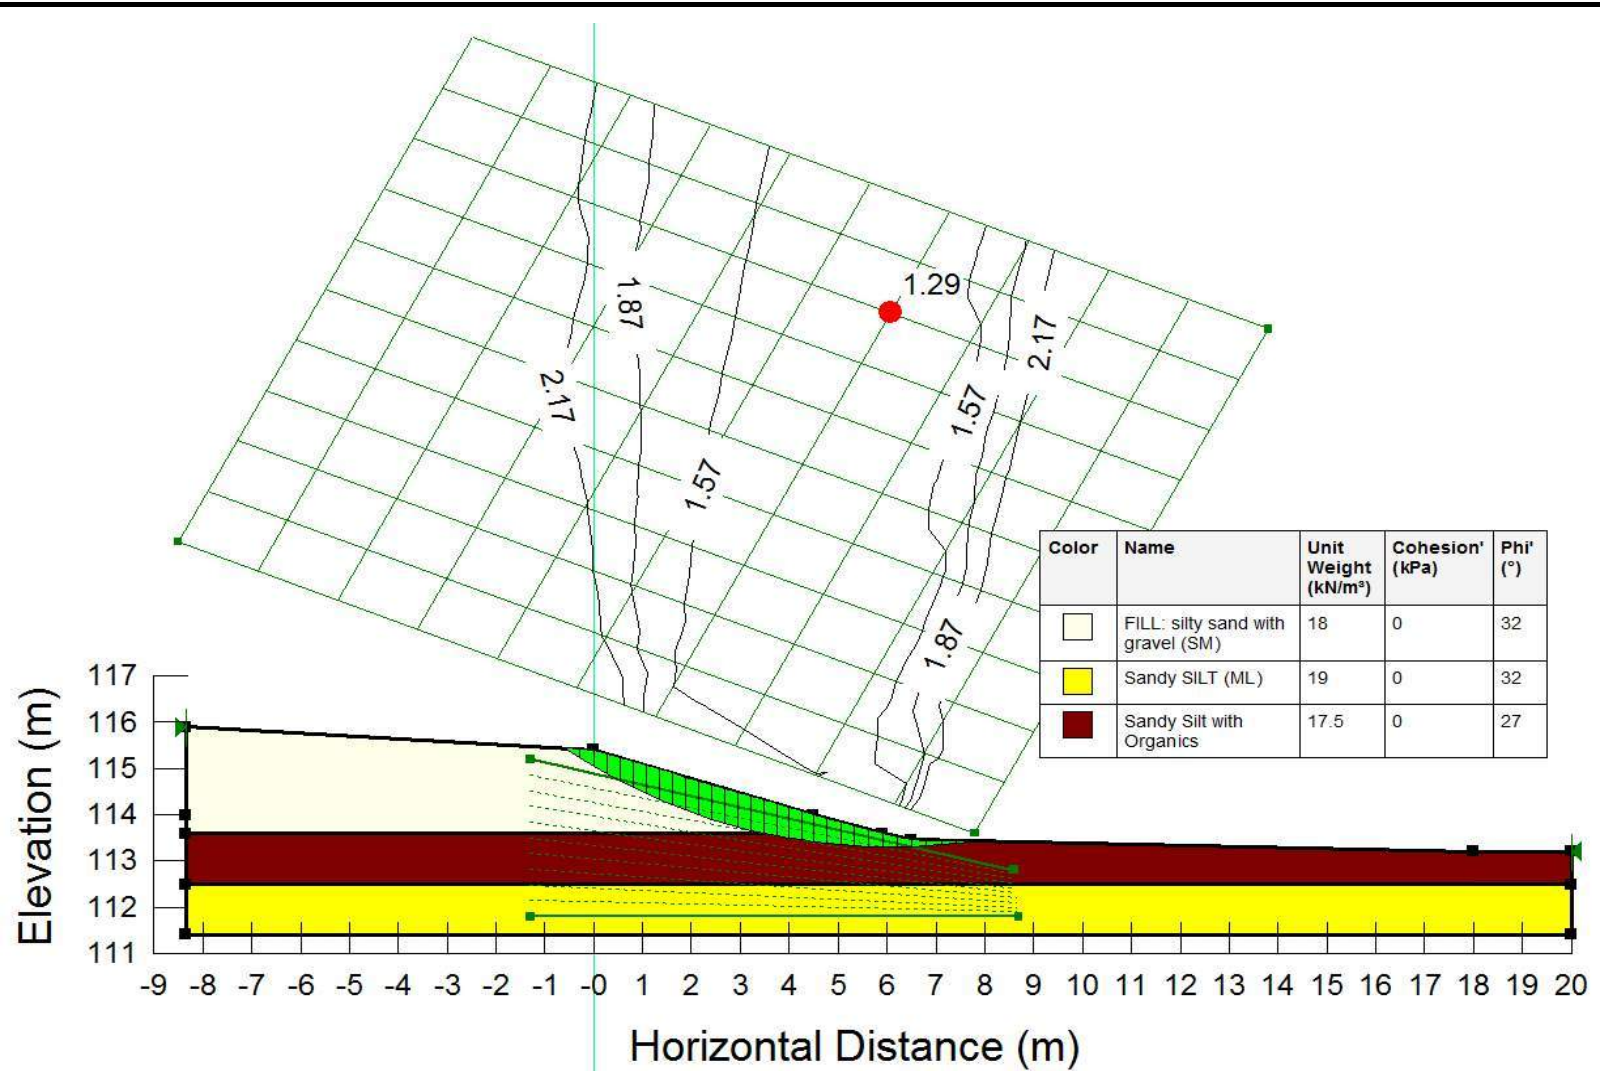 1.29
1.87
2.17
2.17
1.57
1.57
1.87
Color Name Unit Weight (kN/m³) Cohesion' (kPa) Phi' (°)
FILL: silty sand with gravel (SM) 18 0 32
Sandy SILT (ML) 19 0 32
Sandy Silt with Organics 17.5 0 27
117
116
115
114
113
112
111
Elevation (m)
-9 -8 -7 -6 -5 -4 -3 -2 -1 -0 1 2 3 4 5 6 7 8 9 10 11 12 13 14 15 16 17 18 19 20
Horizontal Distance (m)